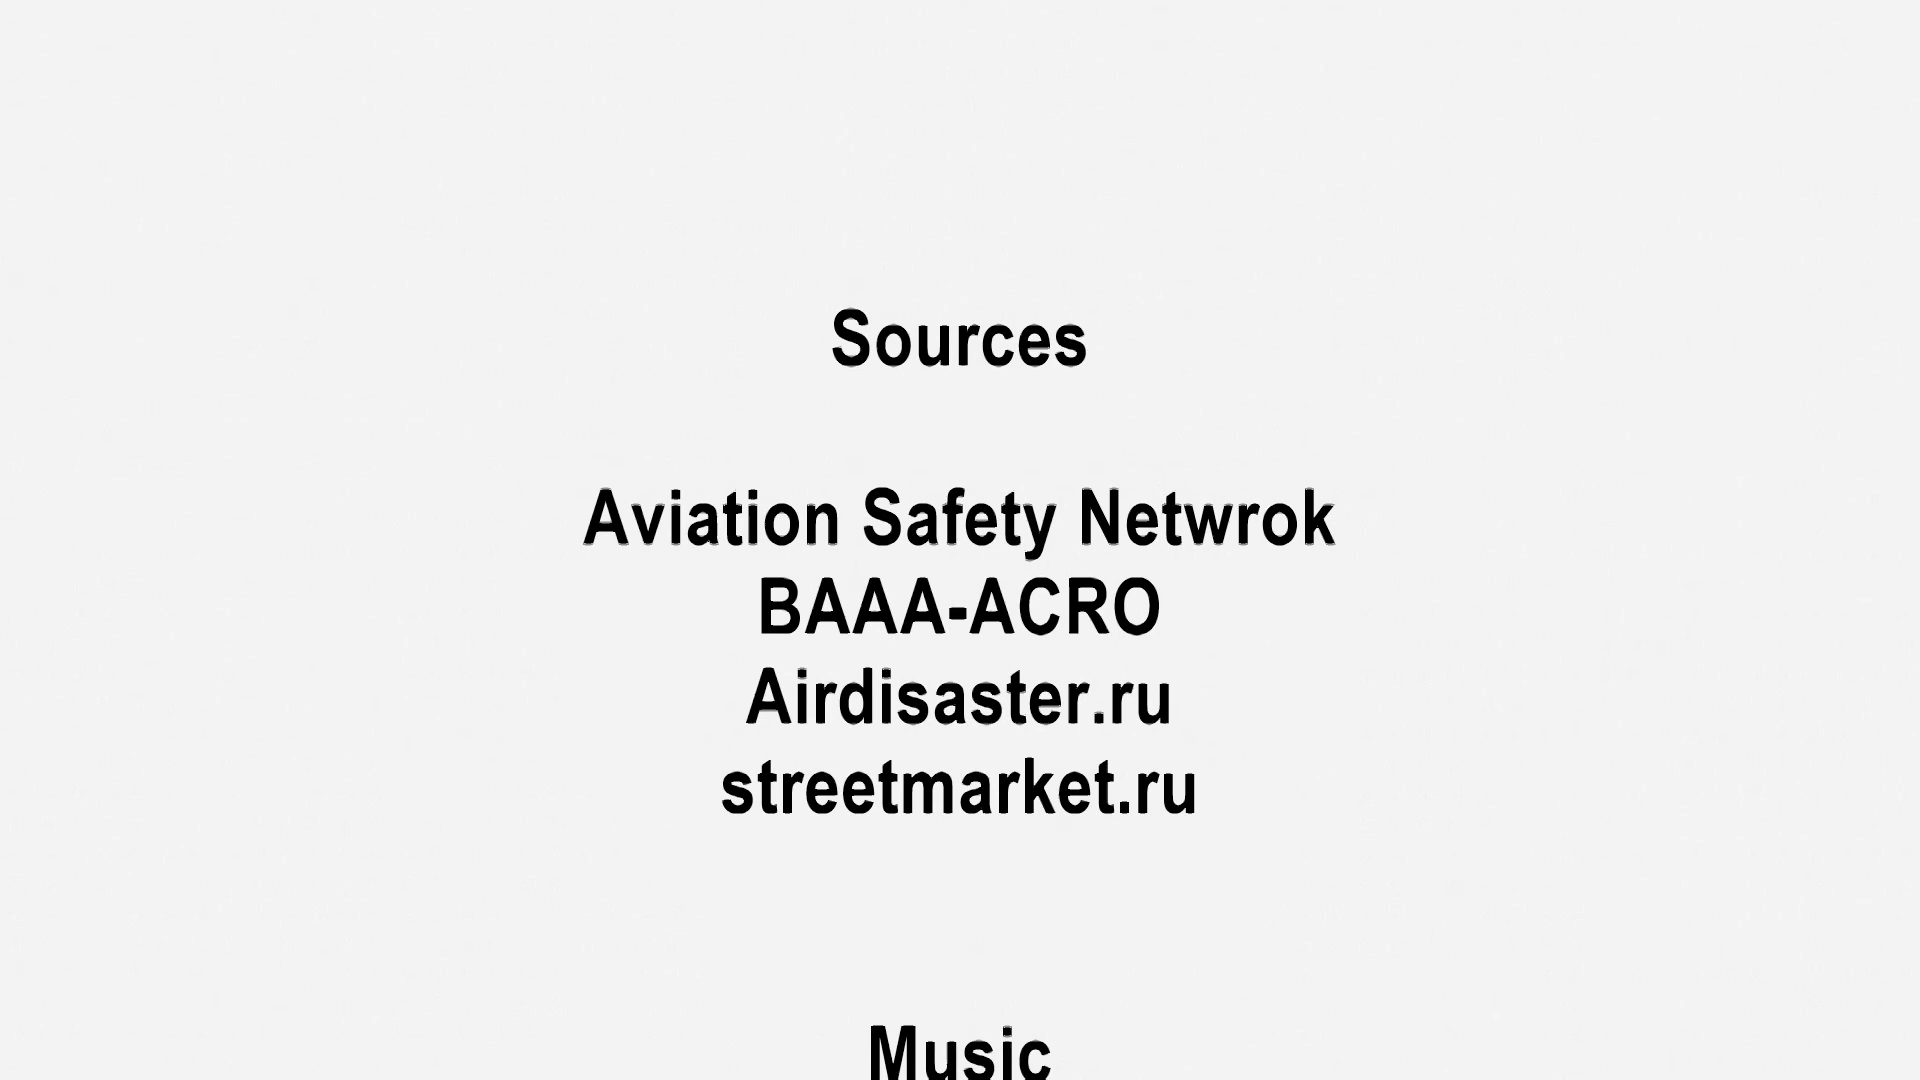 Sources
Aviation Safety Netwrok
BAAA-ACRO
Airdisaster.ru
streetmarket.ru
Music